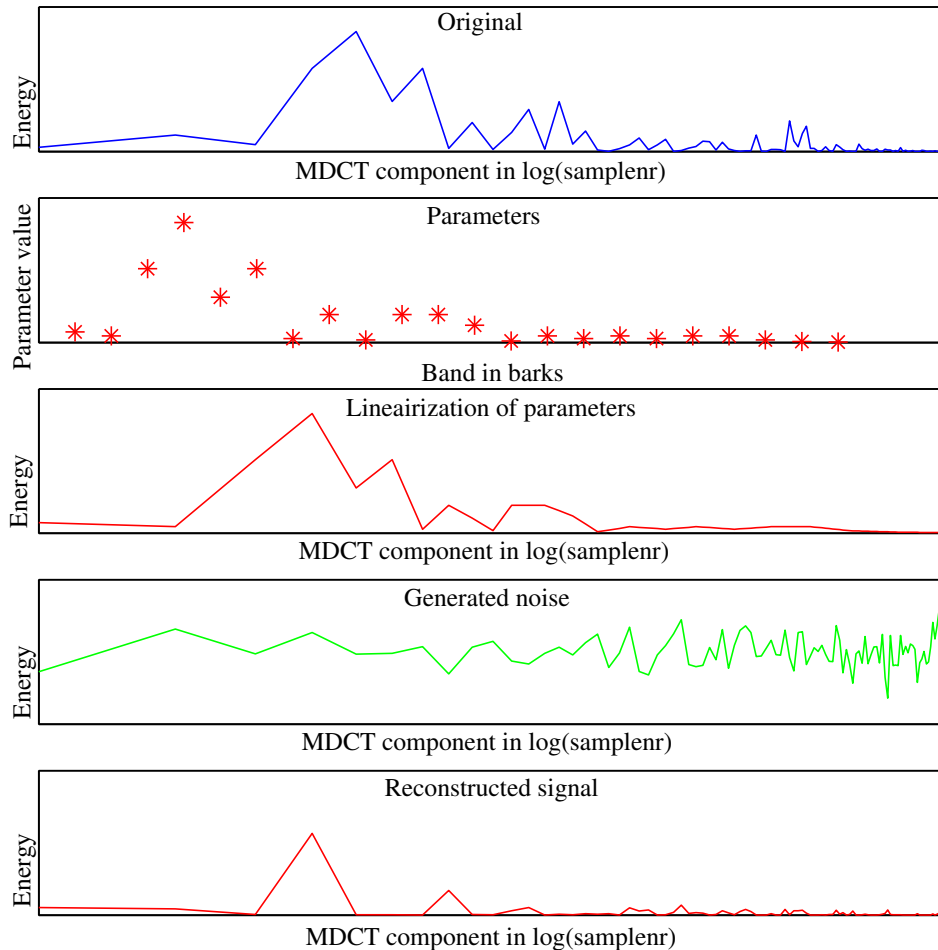 Original
Energy
MDCT component in log(samplenr)
Parameters
Parameter value
Band in barks
Lineairization of parameters
Energy
MDCT component in log(samplenr)
Generated noise
Energy
MDCT component in log(samplenr)
Reconstructed signal
Energy
MDCT component in log(samplenr)